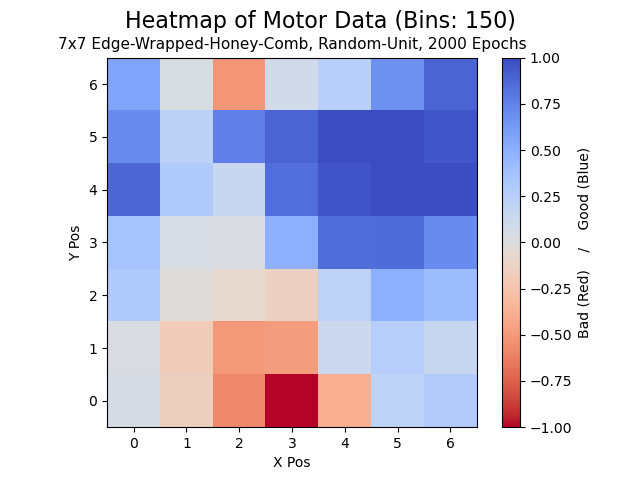 Heatmap of Motor Data (Bins: 150)
7x7 Edge-Wrapped-Honey-Comb, Random-Unit, 2000 Epochs
6
5
4
3
2
1
0
Y Pos
0 1 2 3 4 5 6
X Pos
1.00
0.75
0.50
0.25
0.00
−0.25
−0.50
−0.75
−1.00
Bad (Red) / Good (Blue)